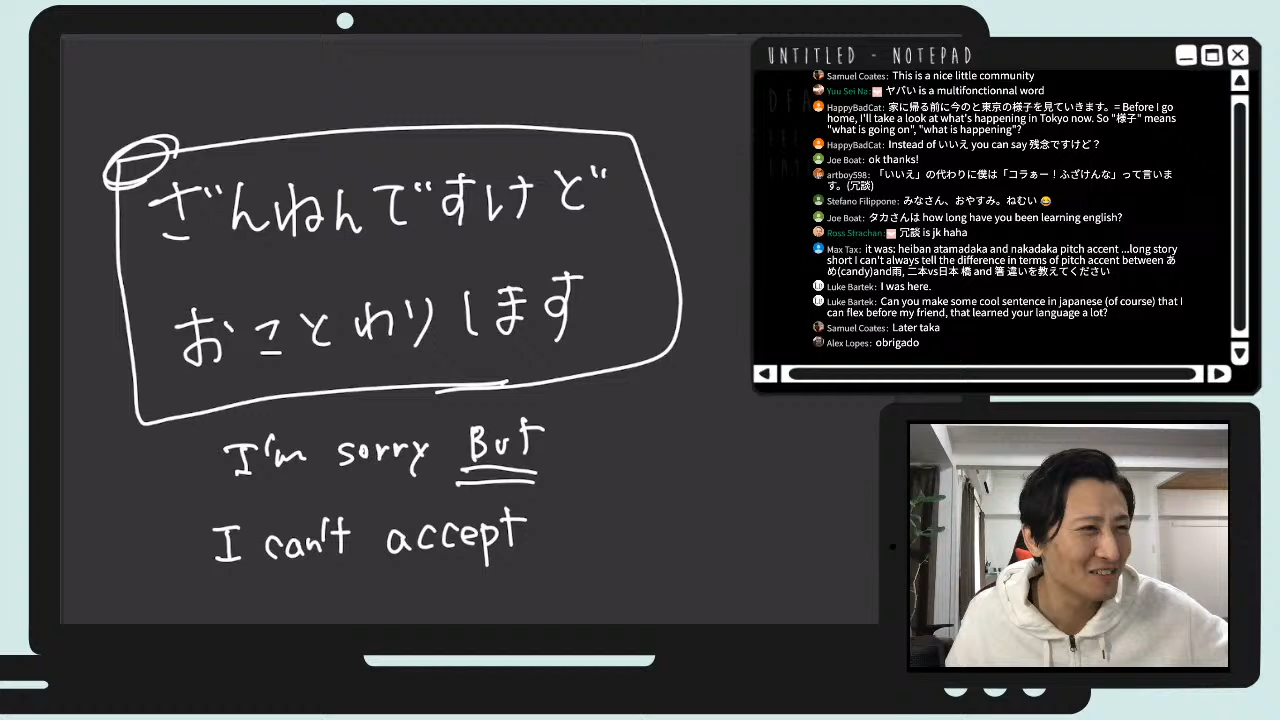 ざんねんですけど
おことわりします
I'm sorry But
I can't accept
UNTITLED - NOTEPAD
Samuel Coates: This is a nice little community
Yuu Sei Na: ヤバい is a multifonctionnal word
HappyBadCat: 家に帰る前に今のと東京の様子を見ていきます。= Before I go
home, I'll take a look at what's happening in Tokyo now. So "様子" means
"what is going on", "what is happening"?
HappyBadCat: Instead of いいえ you can say 残念ですけど？
Joe Boat: ok thanks!
artboy598: 「いいえ」の代わりに僕は「コラぁー！ふざけんな」って言いま
す。(冗談)
Stefano Filippone: みなさん、おやすみ。ねむい 😂
Joe Boat: タカさんは how long have you been learning english?
Ross Strachan: 冗談 is jk haha
Max Tax: it was: heiban atamadaka and nakadaka pitch accent ...long story
short I can't always tell the difference in terms of pitch accent between あ
め(candy)and雨, 二本vs日本 橋 and 箸 違いを教えてください
Luke Bartek: I was here.
Luke Bartek: Can you make some cool sentence in japanese (of course) that I
can flex before my friend, that learned your language a lot?
Samuel Coates: Later taka
Alex Lopes: obrigado